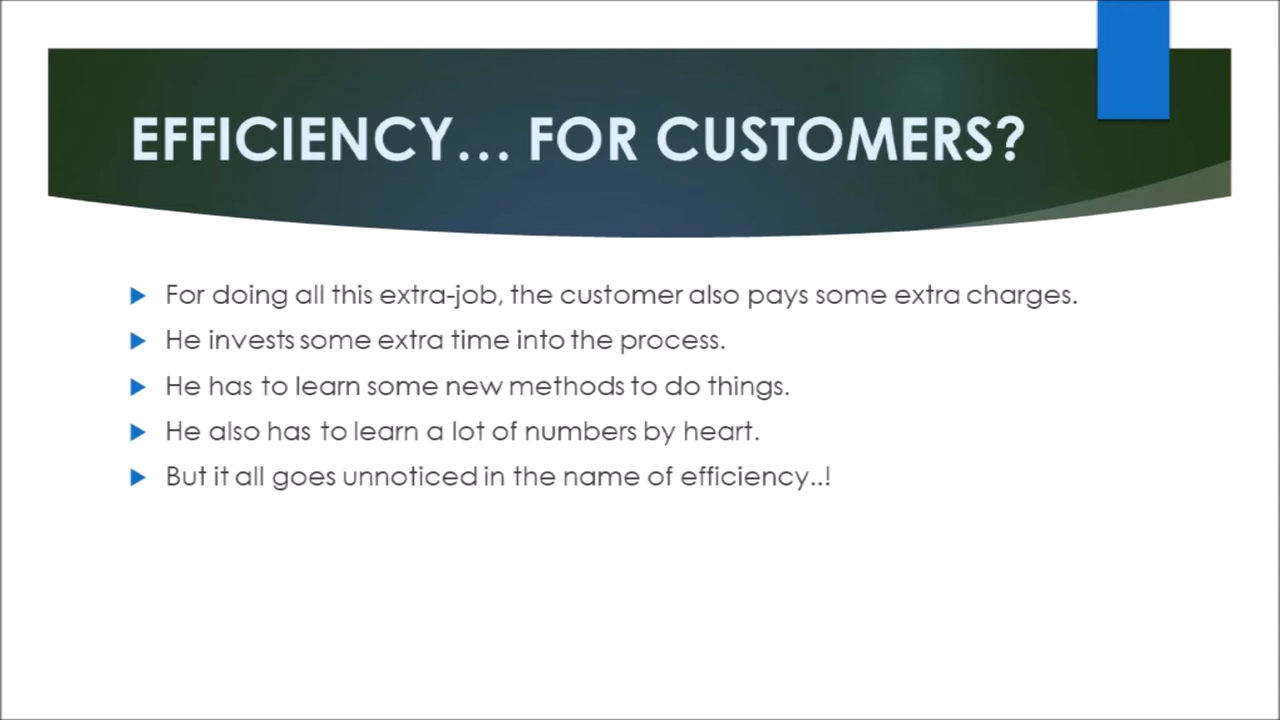 EFFICIENCY... FOR CUSTOMERS?
For doing all this extra-job, the customer also pays some extra charges.
He invests some extra time into the process.
He has to learn some new methods to do things.
He also has to learn a lot of numbers by heart.
But it all goes unnoticed in the name of efficiency..!